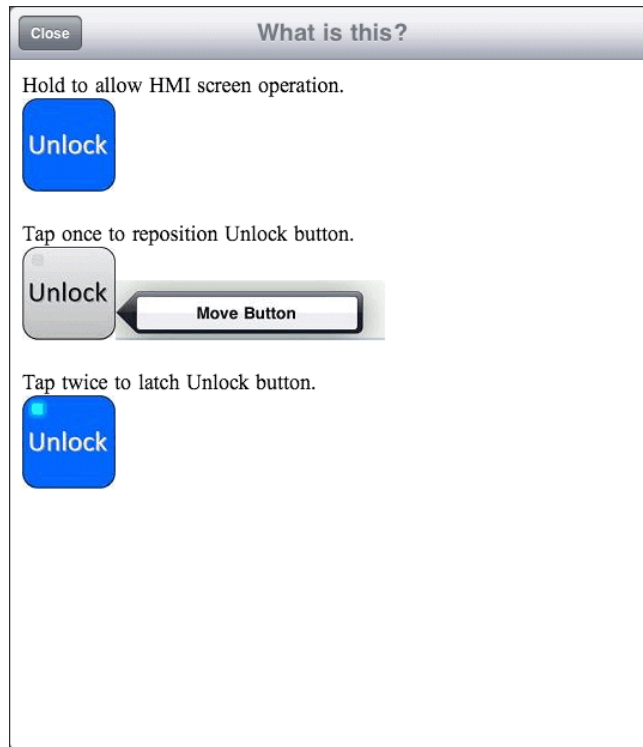 Close
What is this?
Hold to allow HMI screen operation.
Unlock
Tap once to reposition Unlock button.
Unlock
Move Button
Tap twice to latch Unlock button.
Unlock